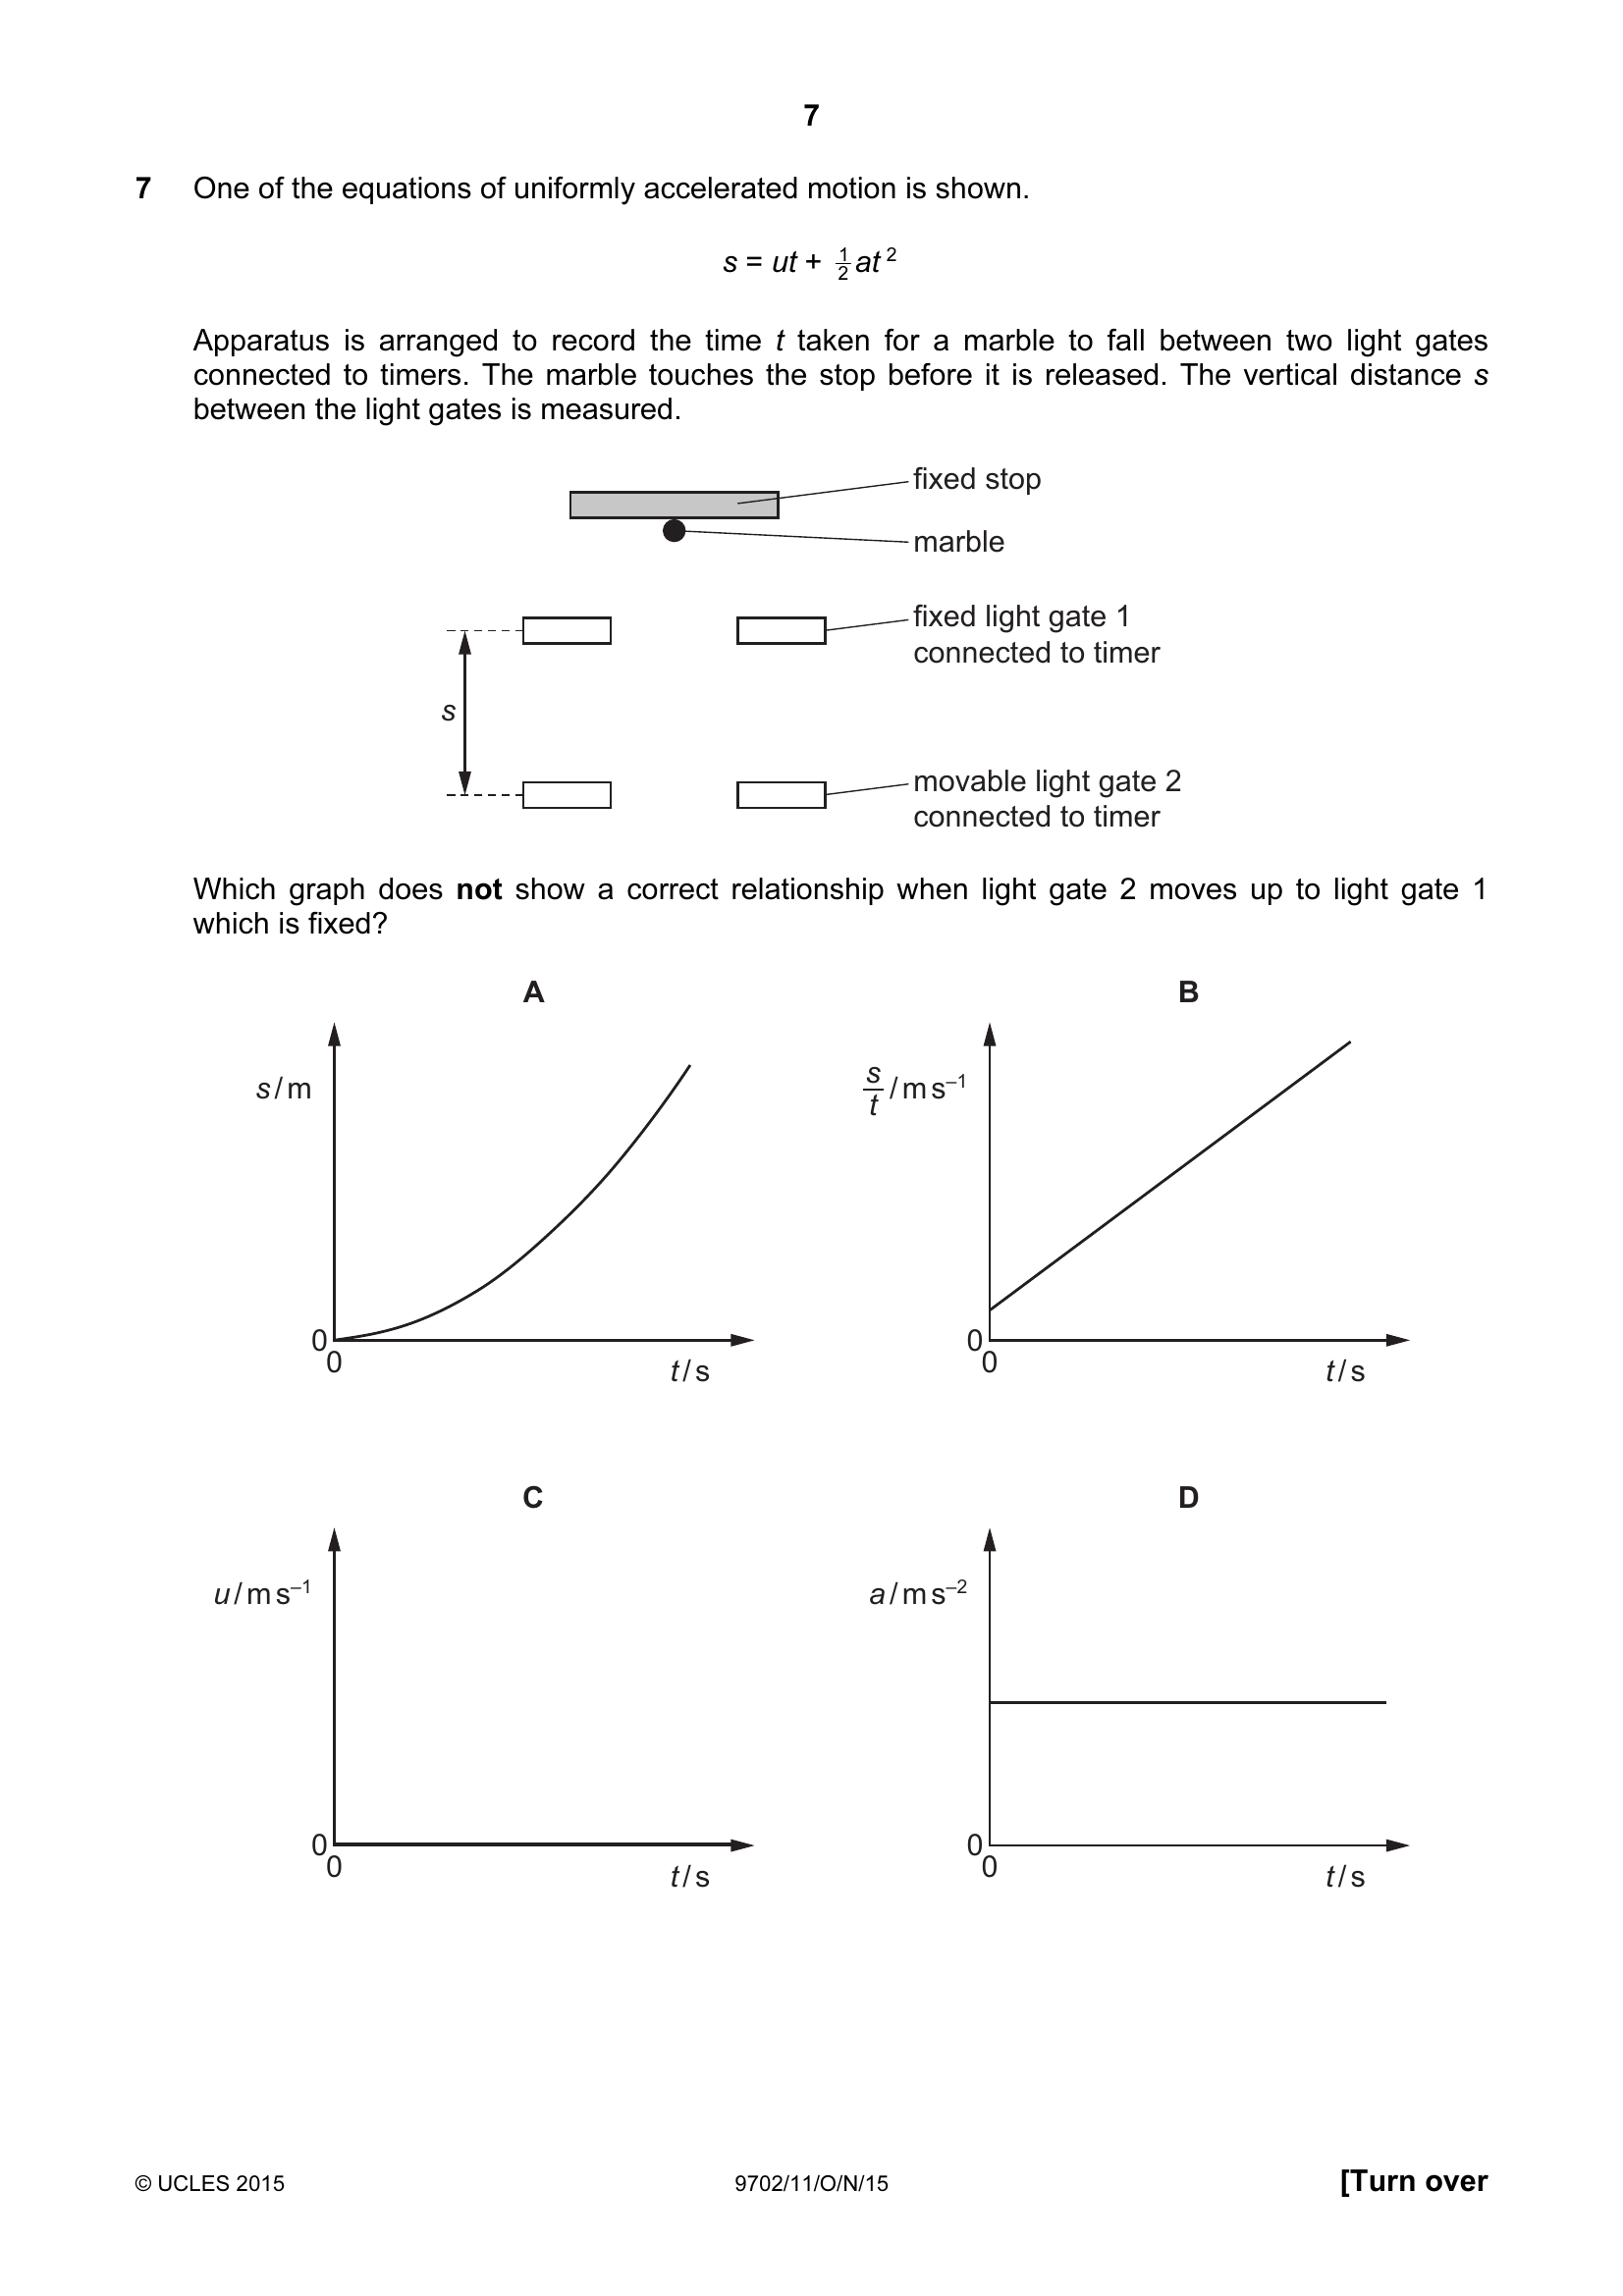 7
7 One of the equations of uniformly accelerated motion is shown.
s = ut + 1/2 at²
Apparatus is arranged to record the time t taken for a marble to fall between two light gates
connected to timers. The marble touches the stop before it is released. The vertical distance s
between the light gates is measured.
fixed stop
marble
fixed light gate 1
connected to timer
s
movable light gate 2
connected to timer
Which graph does not show a correct relationship when light gate 2 moves up to light gate 1
which is fixed?
A
s / m
0
0
t / s
B
s/t / m s⁻¹
0
0
t / s
C
u / m s⁻¹
0
0
t / s
D
a / m s⁻²
0
0
t / s
© UCLES 2015
9702/11/O/N/15
[Turn over